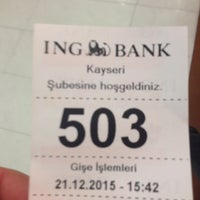 ING BANK
Kayseri
Şubesine hoşgeldiniz.
503
Gişe İşlemleri
21.12.2015 - 15:42